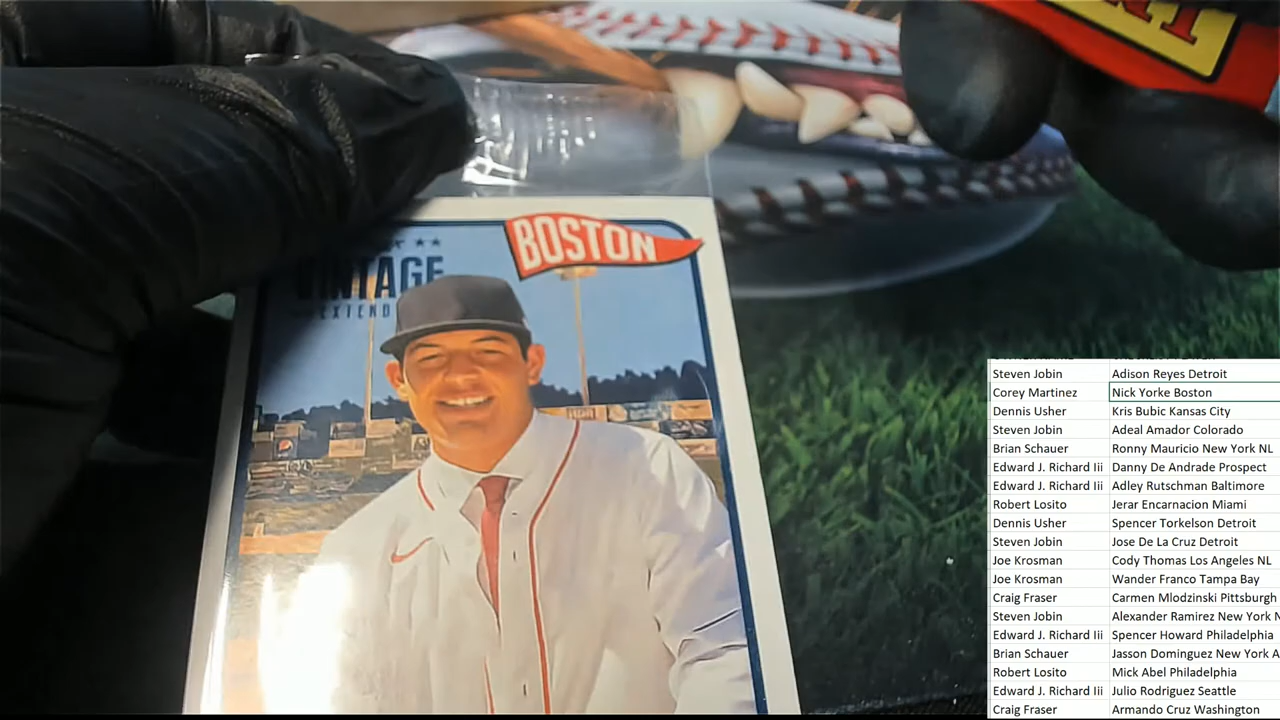 BOSTON
VINTAGE
EXTEND
Steven Jobin Adison Reyes Detroit
Corey Martinez Nick Yorke Boston
Dennis Usher Kris Bubic Kansas City
Steven Jobin Adeal Amador Colorado
Brian Schauer Ronny Mauricio New York NL
Edward J. Richard Iii Danny De Andrade Prospect
Edward J. Richard Iii Adley Rutschman Baltimore
Robert Losito Jerar Encarnacion Miami
Dennis Usher Spencer Torkelson Detroit
Steven Jobin Jose De La Cruz Detroit
Joe Krosman Cody Thomas Los Angeles NL
Joe Krosman Wander Franco Tampa Bay
Craig Fraser Carmen Mlodzinski Pittsburgh
Steven Jobin Alexander Ramirez New York N
Edward J. Richard Iii Spencer Howard Philadelphia
Brian Schauer Jasson Dominguez New York A
Robert Losito Mick Abel Philadelphia
Edward J. Richard Iii Julio Rodriguez Seattle
Craig Fraser Armando Cruz Washington